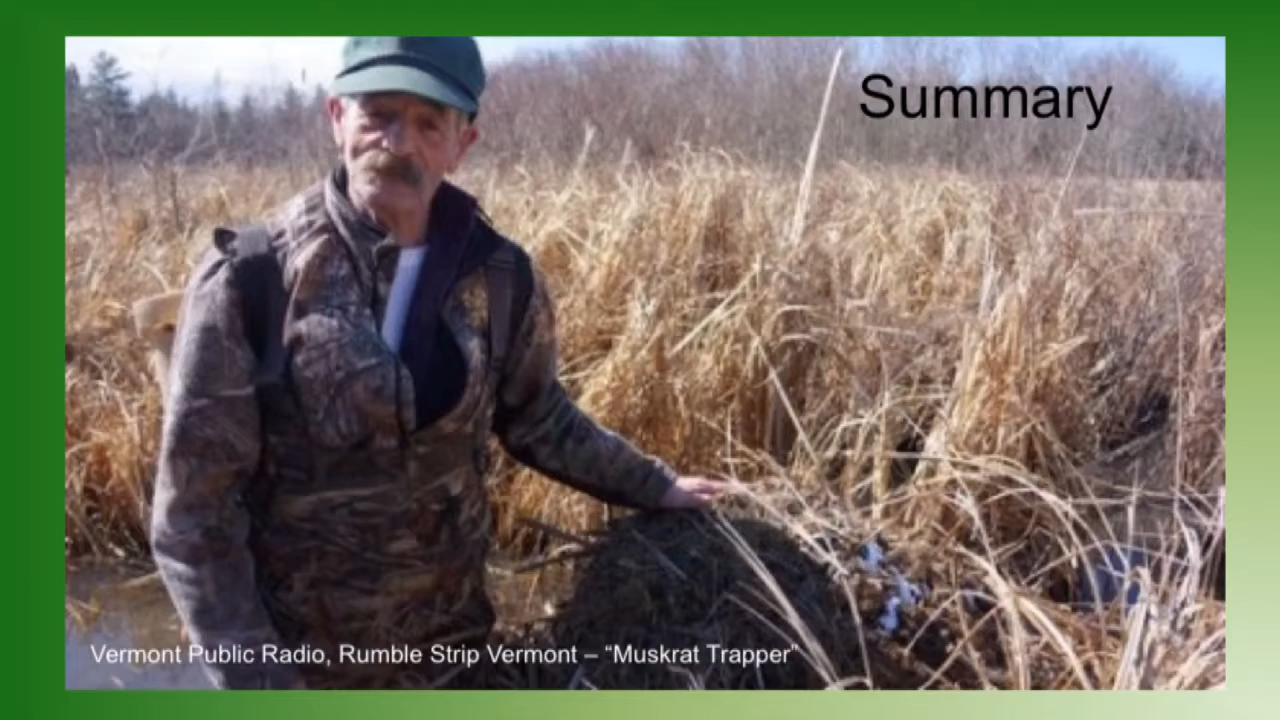 Summary
Vermont Public Radio, Rumble Strip Vermont – “Muskrat Trapper”